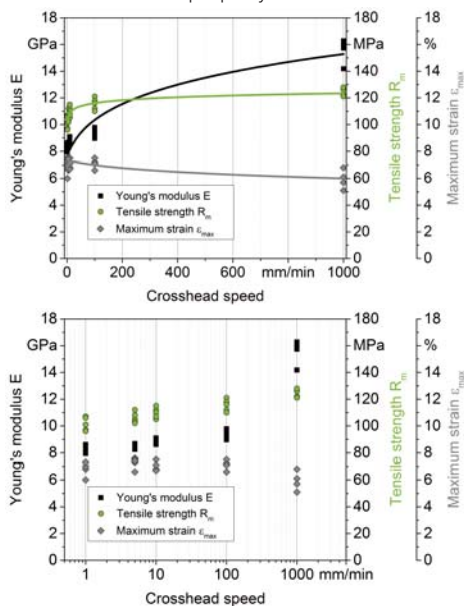 18
GPa
16
14
12
10
8
6
4
2
0
Young's modulus E
180
MPa
160
140
120
100
80
60
40
20
0
Tensile strength Rm
18
%
16
14
12
10
8
6
4
2
0
Maximum strain εmax
Young's modulus E
Tensile strength Rm
Maximum strain εmax
0 200 400 600 mm/min 1000
Crosshead speed
18
GPa
14
12
10
8
6
4
2
0
Young's modulus E
180
MPa
140
120
100
80
60
40
20
0
Tensile strength Rm
18
%
14
12
10
8
6
4
2
0
Maximum strain εmax
Young's modulus E
Tensile strength Rm
Maximum strain εmax
1 10 100 1000 mm/min
Crosshead speed